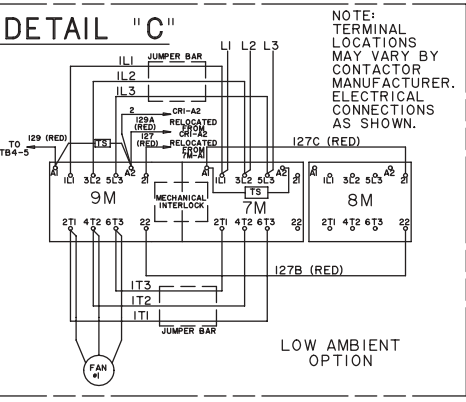 DETAIL "C"
NOTE:
TERMINAL
LOCATIONS
MAY VARY BY
CONTACTOR
MANUFACTURER.
ELECTRICAL
CONNECTIONS
AS SHOWN.
JUMPER BAR
L1 L2 L3
1L1
1L2
1L3
2
CR1-A2
129A
(RED)
RELOCATED
FROM
CR1-A2
127
(RED)
RELOCATED
FROM
7M-A1
127C (RED)
129 (RED)
TO
TB4-5
TS
A1 1L1 3L2 5L3 A2 21
A1 1L1 3L2 5L3 A2 21
A1 1L1 3L2 5L3 A2 21
9M
MECHANICAL
INTERLOCK
TS
7M
8M
2T1 4T2 6T3 22
2T1 4T2 6T3 22
2T1 4T2 6T3 22
127B (RED)
1T3
1T2
1T1
JUMPER BAR
FAN
#1
LOW AMBIENT
OPTION